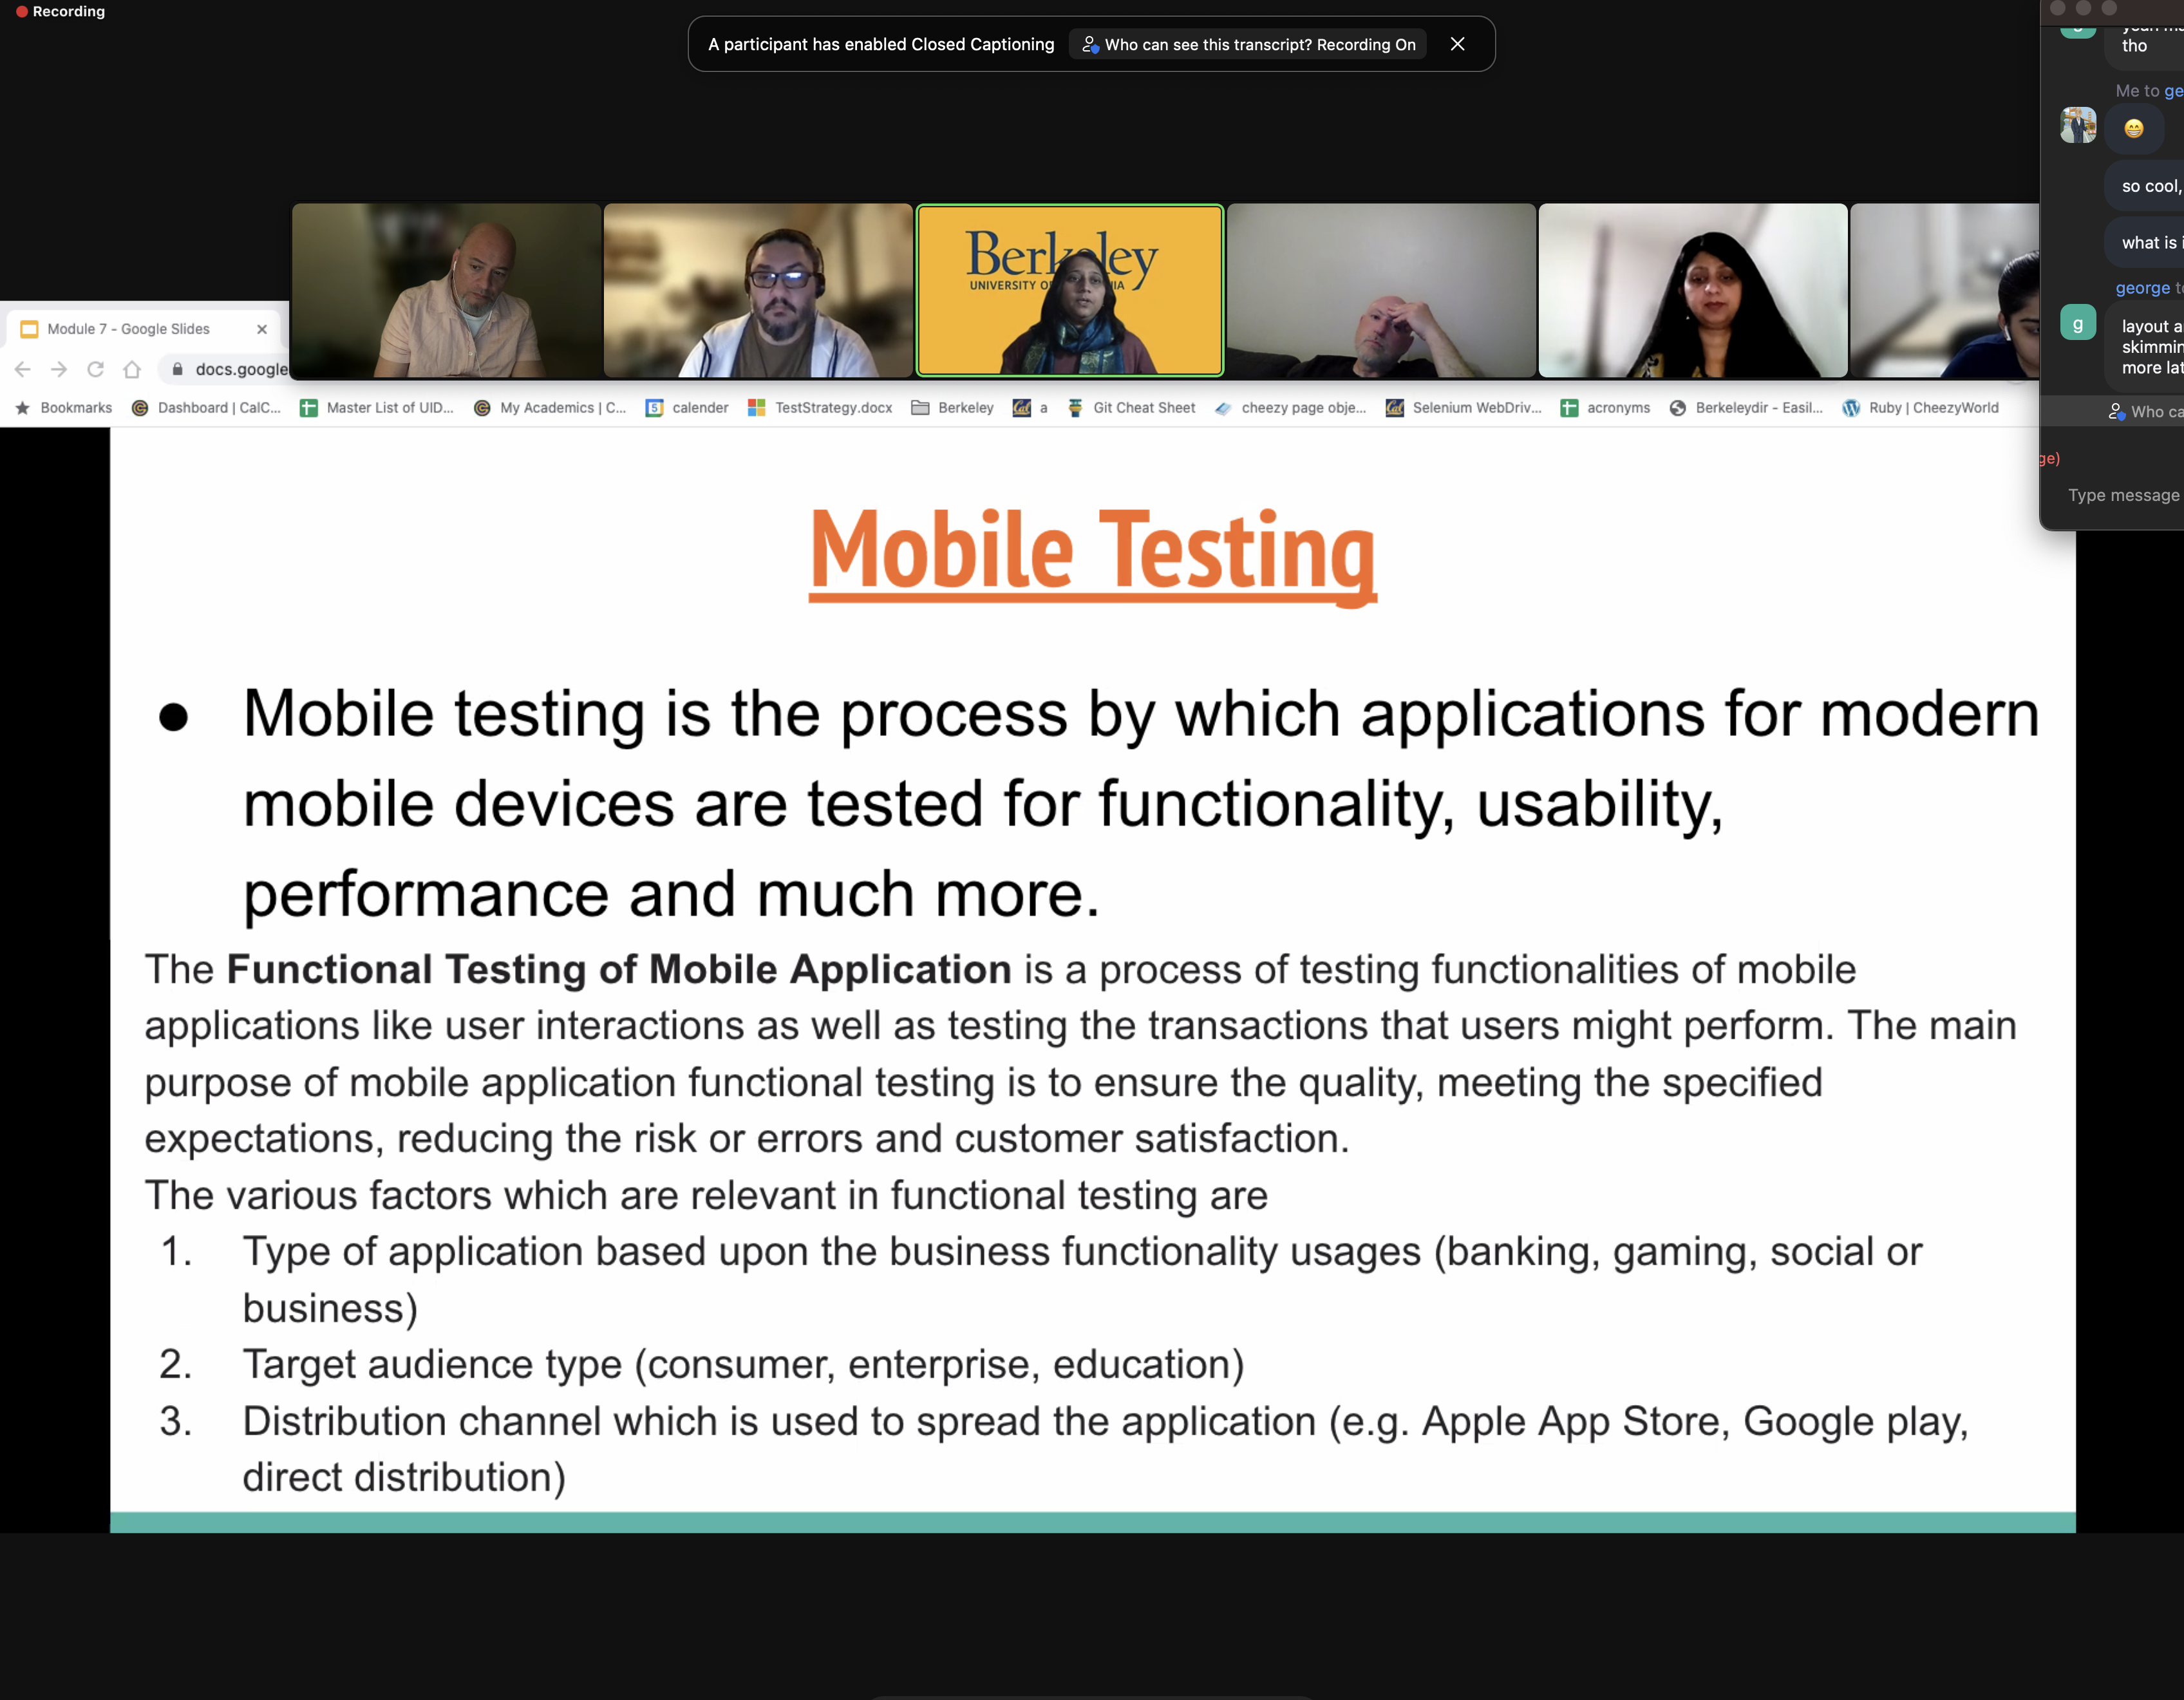 Recording
A participant has enabled Closed Captioning Who can see this transcript? Recording On
tho
Me to ge
so cool,
what is i
george to
g
layout a
skimmin
more lat
Who ca
ge)
Type message
Berkeley
UNIVERSITY OF
Module 7 - Google Slides
docs.google
Bookmarks Dashboard | CalC... Master List of UID... My Academics | C... 5 calender TestStrategy.docx Berkeley Cal a Git Cheat Sheet cheezy page obje... Cal Selenium WebDriv... acronyms Berkeleydir - Easil... Ruby | CheezyWorld
Mobile Testing
● Mobile testing is the process by which applications for modern
mobile devices are tested for functionality, usability,
performance and much more.
The Functional Testing of Mobile Application is a process of testing functionalities of mobile
applications like user interactions as well as testing the transactions that users might perform. The main
purpose of mobile application functional testing is to ensure the quality, meeting the specified
expectations, reducing the risk or errors and customer satisfaction.
The various factors which are relevant in functional testing are
1. Type of application based upon the business functionality usages (banking, gaming, social or
business)
2. Target audience type (consumer, enterprise, education)
3. Distribution channel which is used to spread the application (e.g. Apple App Store, Google play,
direct distribution)